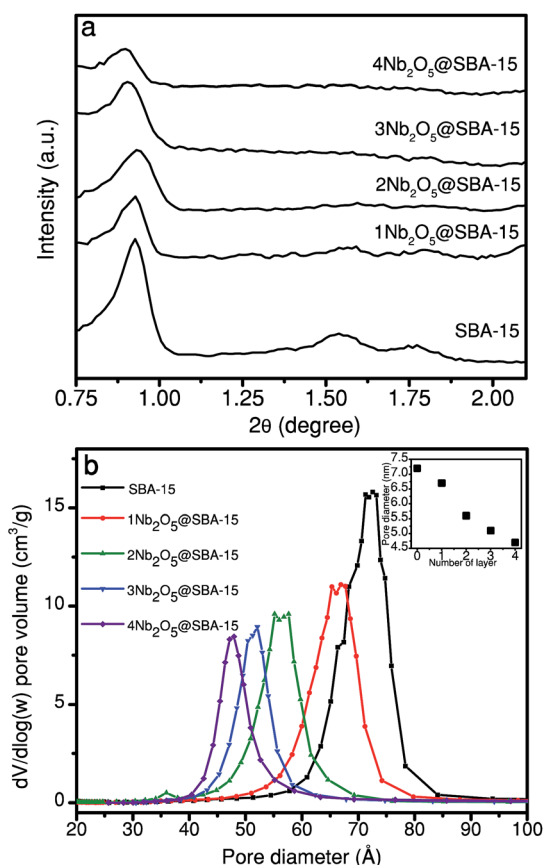 a
4Nb₂O₅@SBA-15
3Nb₂O₅@SBA-15
2Nb₂O₅@SBA-15
1Nb₂O₅@SBA-15
SBA-15
Intensity (a.u.)
0.75 1.00 1.25 1.50 1.75 2.00
2θ (degree)
b
SBA-15
1Nb₂O₅@SBA-15
2Nb₂O₅@SBA-15
3Nb₂O₅@SBA-15
4Nb₂O₅@SBA-15
7.5
7.0
6.5
6.0
5.5
5.0
4.5
Pore diameter (nm)
0 1 2 3 4
Number of layer
15
10
5
0
dV/dlog(w) pore volume (cm³/g)
20 30 40 50 60 70 80 90 100
Pore diameter (Å)